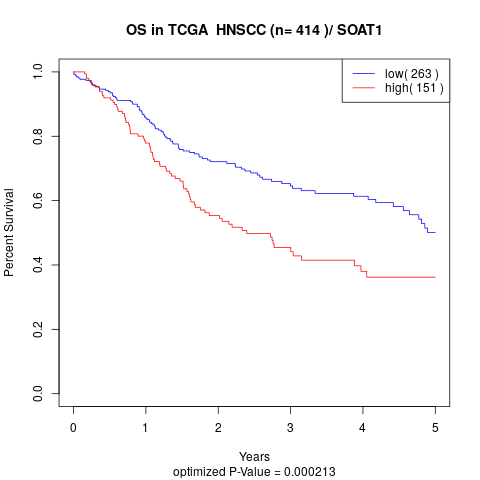 OS in TCGA  HNSCC (n= 414 )/ SOAT1
low( 263 )
high( 151 )
Percent Survival
1.0
0.8
0.6
0.4
0.2
0.0
0 1 2 3 4 5
Years
optimized P-Value = 0.000213